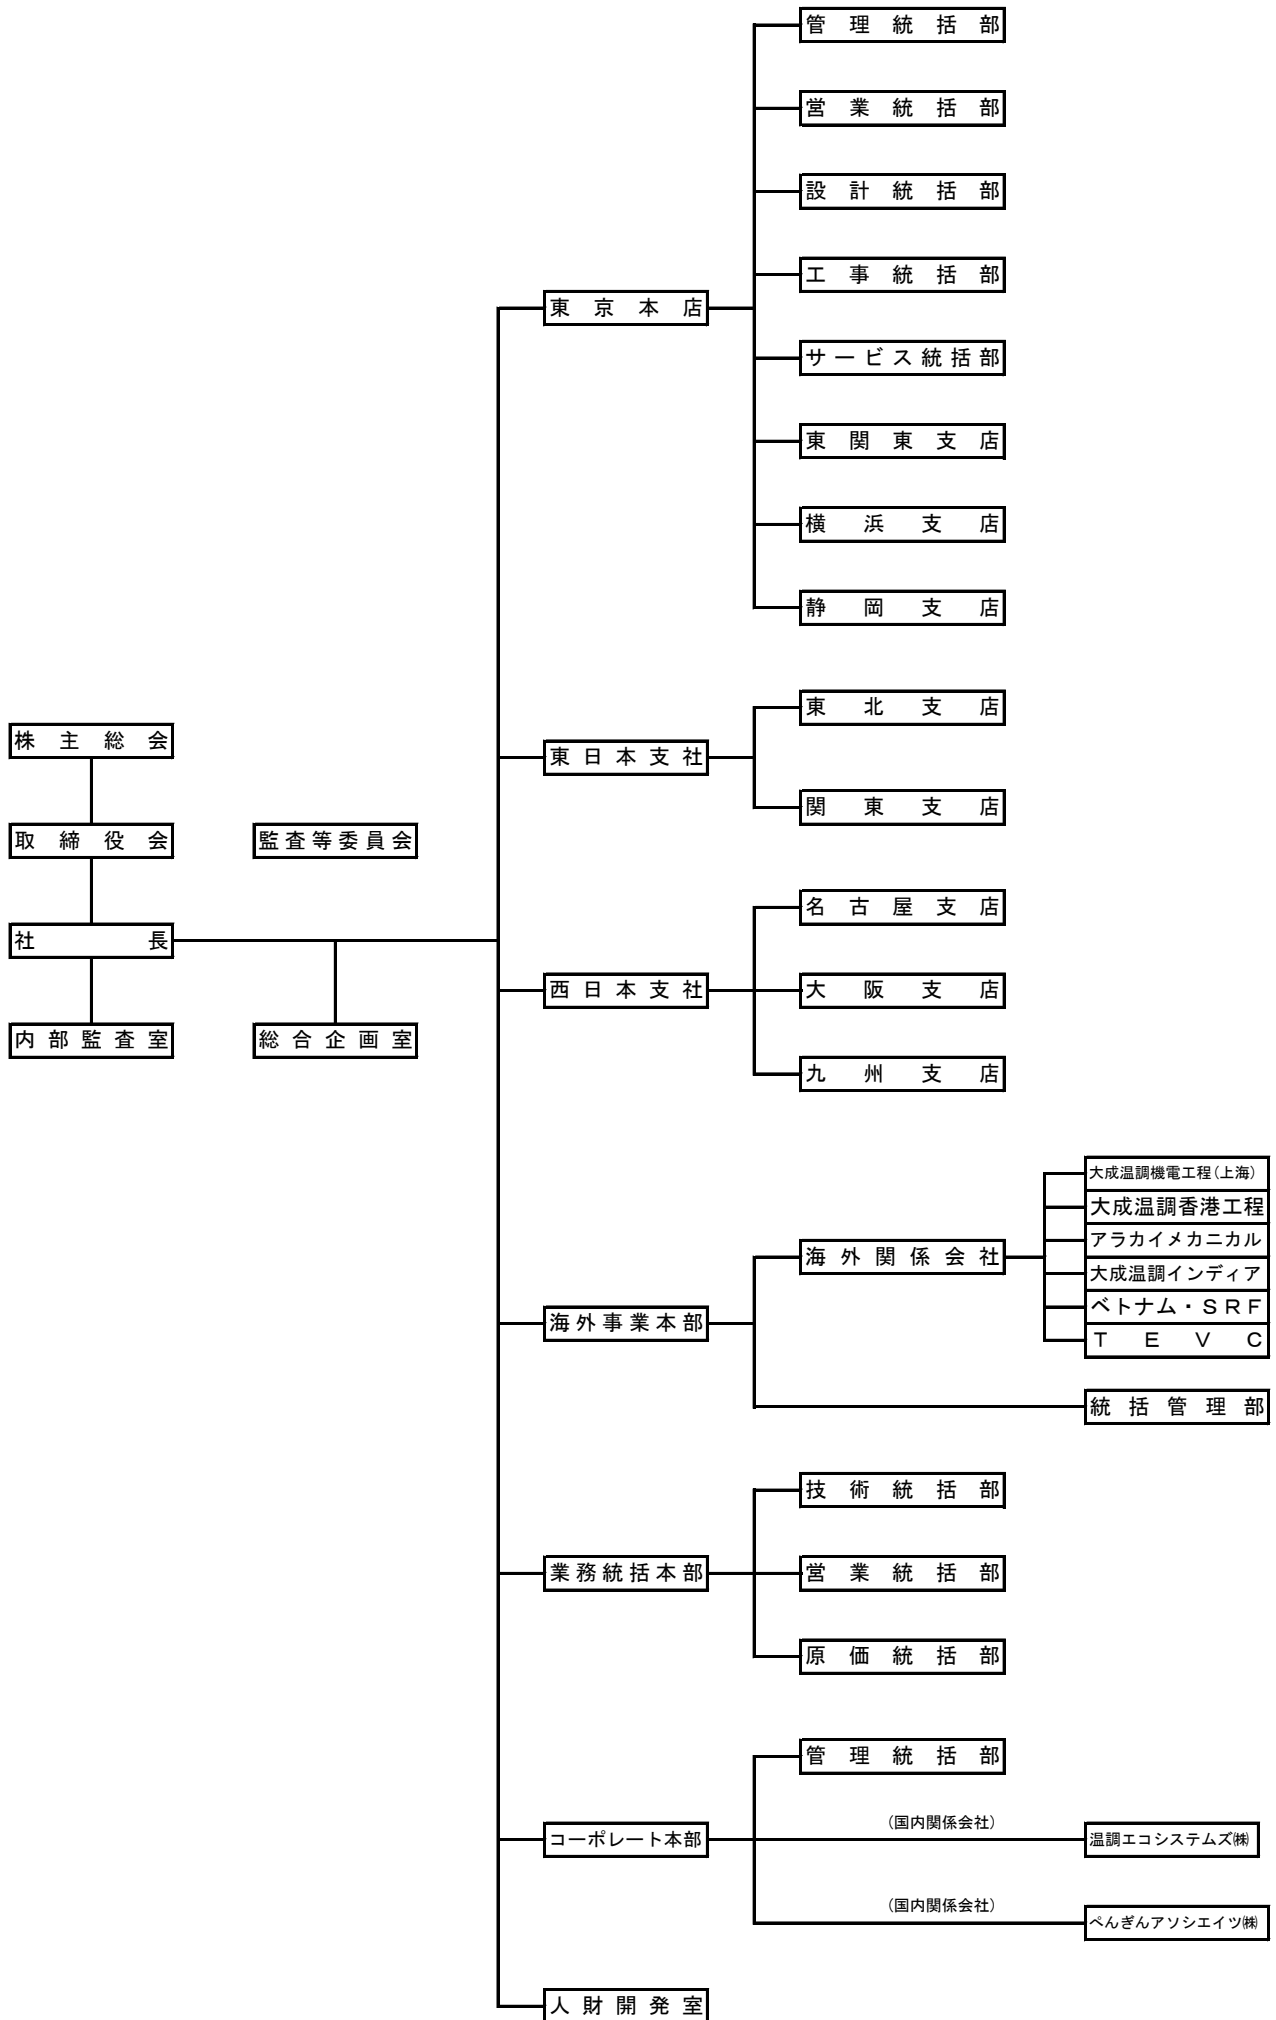 管理統括部
営業統括部
設計統括部
工事統括部
東京本店
サービス統括部
東関東支店
横浜支店
静岡支店
東北支店
株主総会
東日本支社
関東支店
取締役会
監査等委員会
名古屋支店
社長
西日本支社
大阪支店
内部監査室
総合企画室
九州支店
大成温調機電工程(上海)
大成温調香港工程
アラカイメカニカル
海外関係会社
大成温調インディア
ベトナム・SRF
海外事業本部
TEVC
統括管理部
技術統括部
業務統括本部
営業統括部
原価統括部
管理統括部
(国内関係会社)
コーポレート本部
温調エコシステムズ㈱
(国内関係会社)
ぺんぎんアソシエイツ㈱
人財開発室